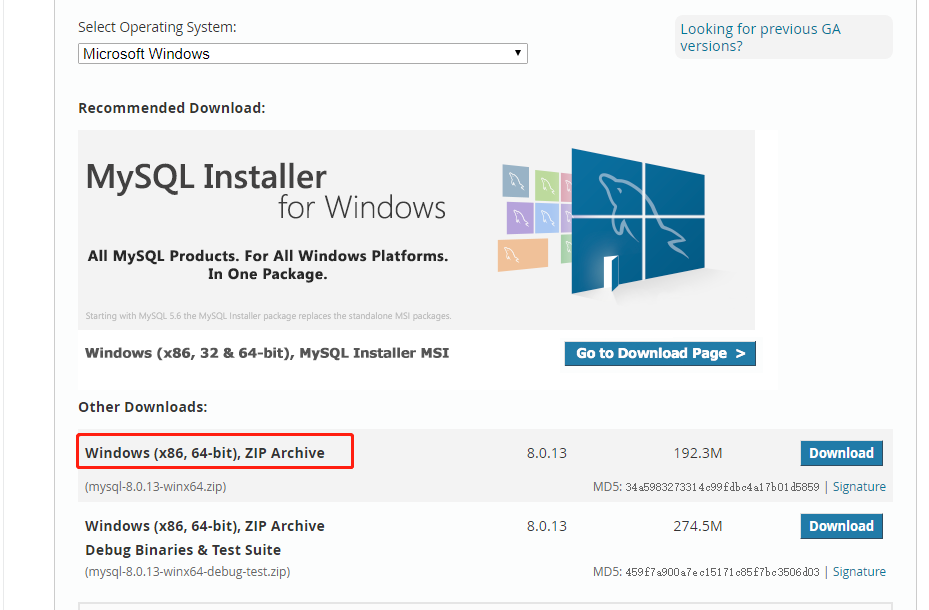 Select Operating System:
Microsoft Windows
Looking for previous GA
versions?
Recommended Download:
MySQL Installer
for Windows
All MySQL Products. For All Windows Platforms.
In One Package.
Starting with MySQL 5.6 the MySQL Installer package replaces the standalone MSI packages.
Windows (x86, 32 & 64-bit), MySQL Installer MSI
Go to Download Page >
Other Downloads:
Windows (x86, 64-bit), ZIP Archive 8.0.13 192.3M Download
(mysql-8.0.13-winx64.zip) MD5: 34a5983273314c99fdbc4a17b01d5859 | Signature
Windows (x86, 64-bit), ZIP Archive 8.0.13 274.5M Download
Debug Binaries & Test Suite
(mysql-8.0.13-winx64-debug-test.zip) MD5: 459f7a900a7ec15171c85f7bc3506d03 | Signature